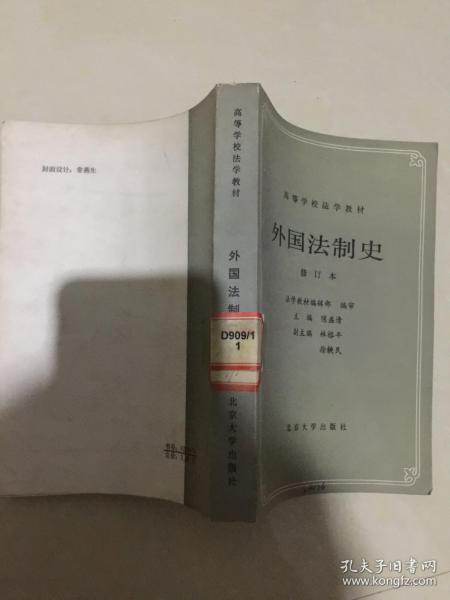 封面设计：常燕生
高等学校法学教材
外国法制
D909/1
1
北京大学出版社
高等学校法学教材
外国法制史
修订本
法学教材编辑部 编审
主编 陈盛清
副主编 林榕年
徐轶民
北京大学出版社
孔夫子旧书网
www.kongfz.com